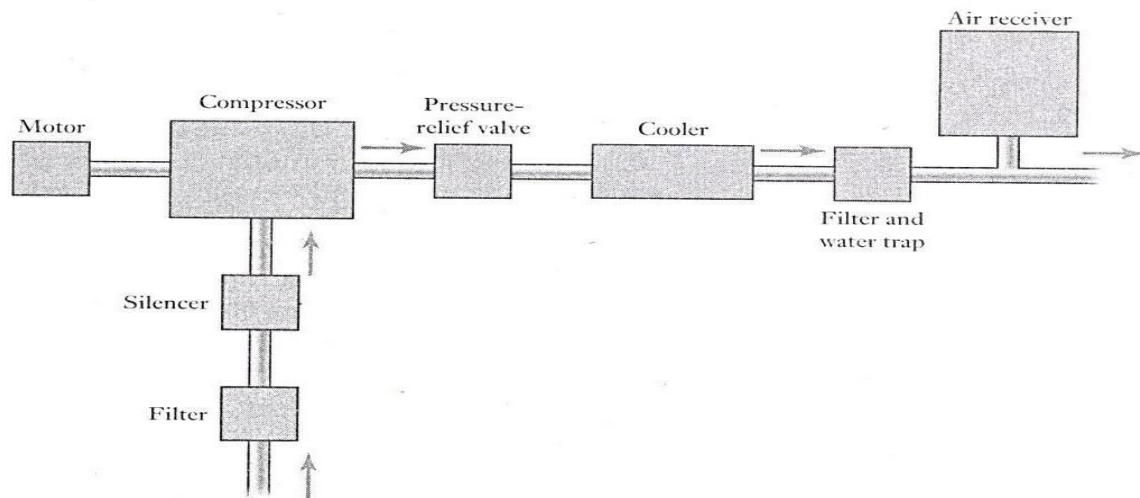 Air receiver
Compressor
Pressure-
relief valve
Cooler
Motor
Filter and
water trap
Silencer
Filter